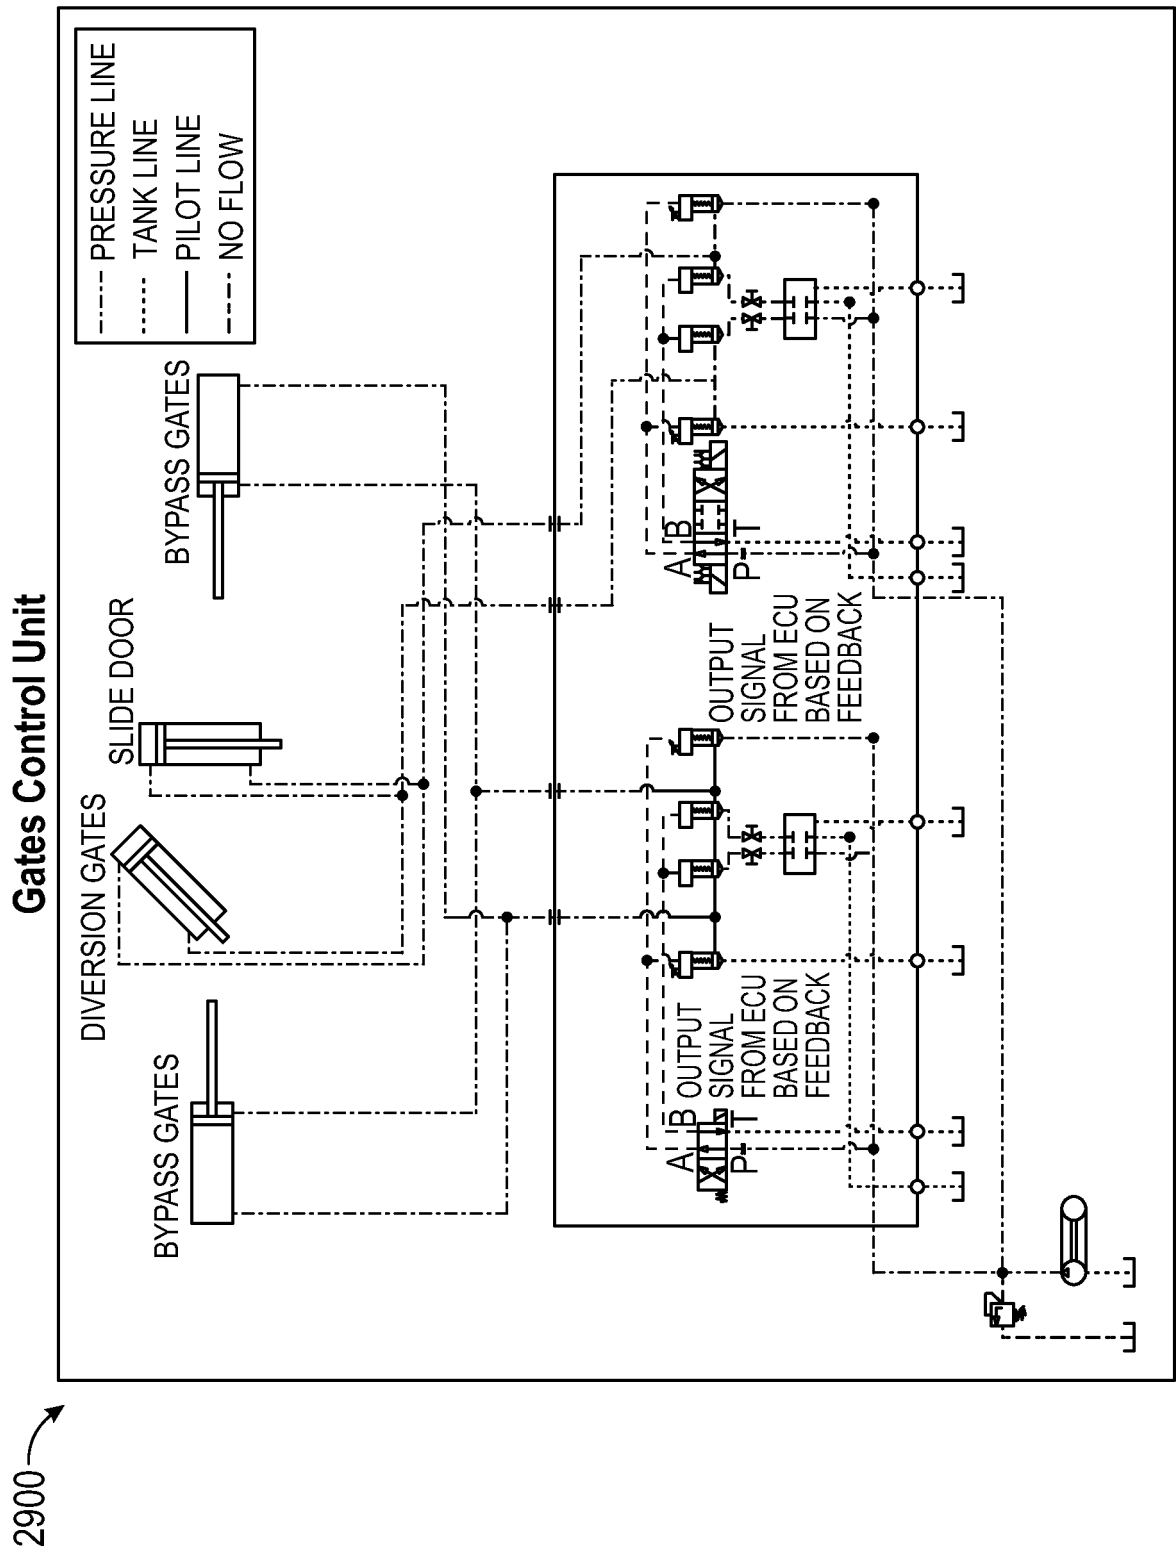 2900
Gates Control Unit
BYPASS GATES
DIVERSION GATES
SLIDE DOOR
BYPASS GATES
PRESSURE LINE
TANK LINE
PILOT LINE
NO FLOW
A
B
P
T
OUTPUT
SIGNAL
FROM ECU
BASED ON
FEEDBACK
OUTPUT
SIGNAL
FROM ECU
BASED ON
FEEDBACK
A
B
P
T